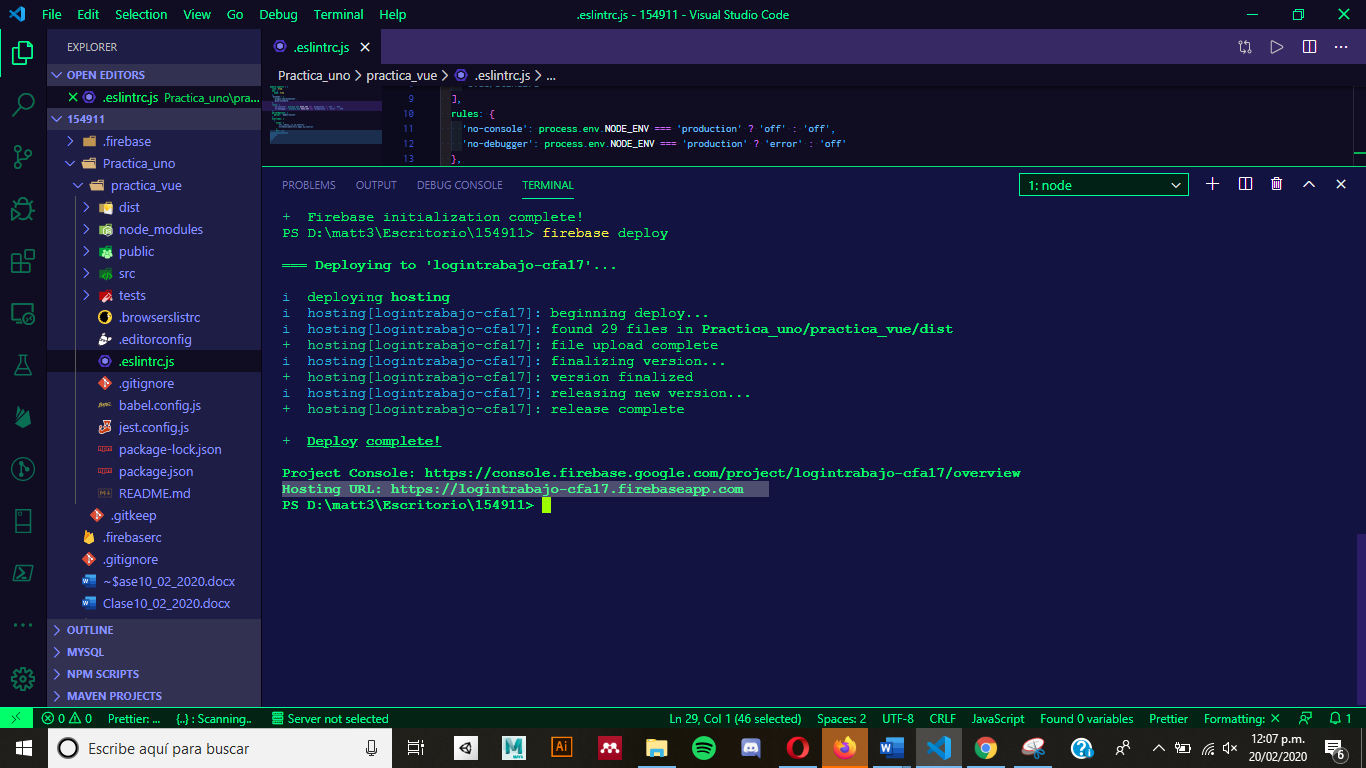 File Edit Selection View Go Debug Terminal Help
.eslintrc.js - 154911 - Visual Studio Code
EXPLORER
OPEN EDITORS
.eslintrc.js Practica_uno\pra...
154911
.firebase
Practica_uno
practica_vue
dist
node_modules
public
src
tests
.browserslistrc
.editorconfig
.eslintrc.js
.gitignore
babel.config.js
jest.config.js
package-lock.json
package.json
README.md
.gitkeep
.firebaserc
.gitignore
~$ase10_02_2020.docx
Clase10_02_2020.docx
OUTLINE
MYSQL
NPM SCRIPTS
MAVEN PROJECTS
.eslintrc.js
Practica_uno > practica_vue > .eslintrc.js > ...
9 ],
10 rules: {
11 'no-console': process.env.NODE_ENV === 'production' ? 'off' : 'off',
12 'no-debugger': process.env.NODE_ENV === 'production' ? 'error' : 'off'
13 },
PROBLEMS OUTPUT DEBUG CONSOLE TERMINAL
1: node
+ Firebase initialization complete!
PS D:\matt3\Escritorio\154911> firebase deploy
=== Deploying to 'logintrabajo-cfa17'...
i deploying hosting
i hosting[logintrabajo-cfa17]: beginning deploy...
i hosting[logintrabajo-cfa17]: found 29 files in Practica_uno/practica_vue/dist
+ hosting[logintrabajo-cfa17]: file upload complete
i hosting[logintrabajo-cfa17]: finalizing version...
+ hosting[logintrabajo-cfa17]: version finalized
i hosting[logintrabajo-cfa17]: releasing new version...
+ hosting[logintrabajo-cfa17]: release complete
+ Deploy complete!
Project Console: https://console.firebase.google.com/project/logintrabajo-cfa17/overview
Hosting URL: https://logintrabajo-cfa17.firebaseapp.com
PS D:\matt3\Escritorio\154911>
0 0 Prettier: ... {..} : Scanning.. Server not selected
Ln 29, Col 1 (46 selected) Spaces: 2 UTF-8 CRLF JavaScript Found 0 variables Prettier Formatting: ✕ 1
Escribe aquí para buscar
Ai
12:07 p.m.
20/02/2020
6